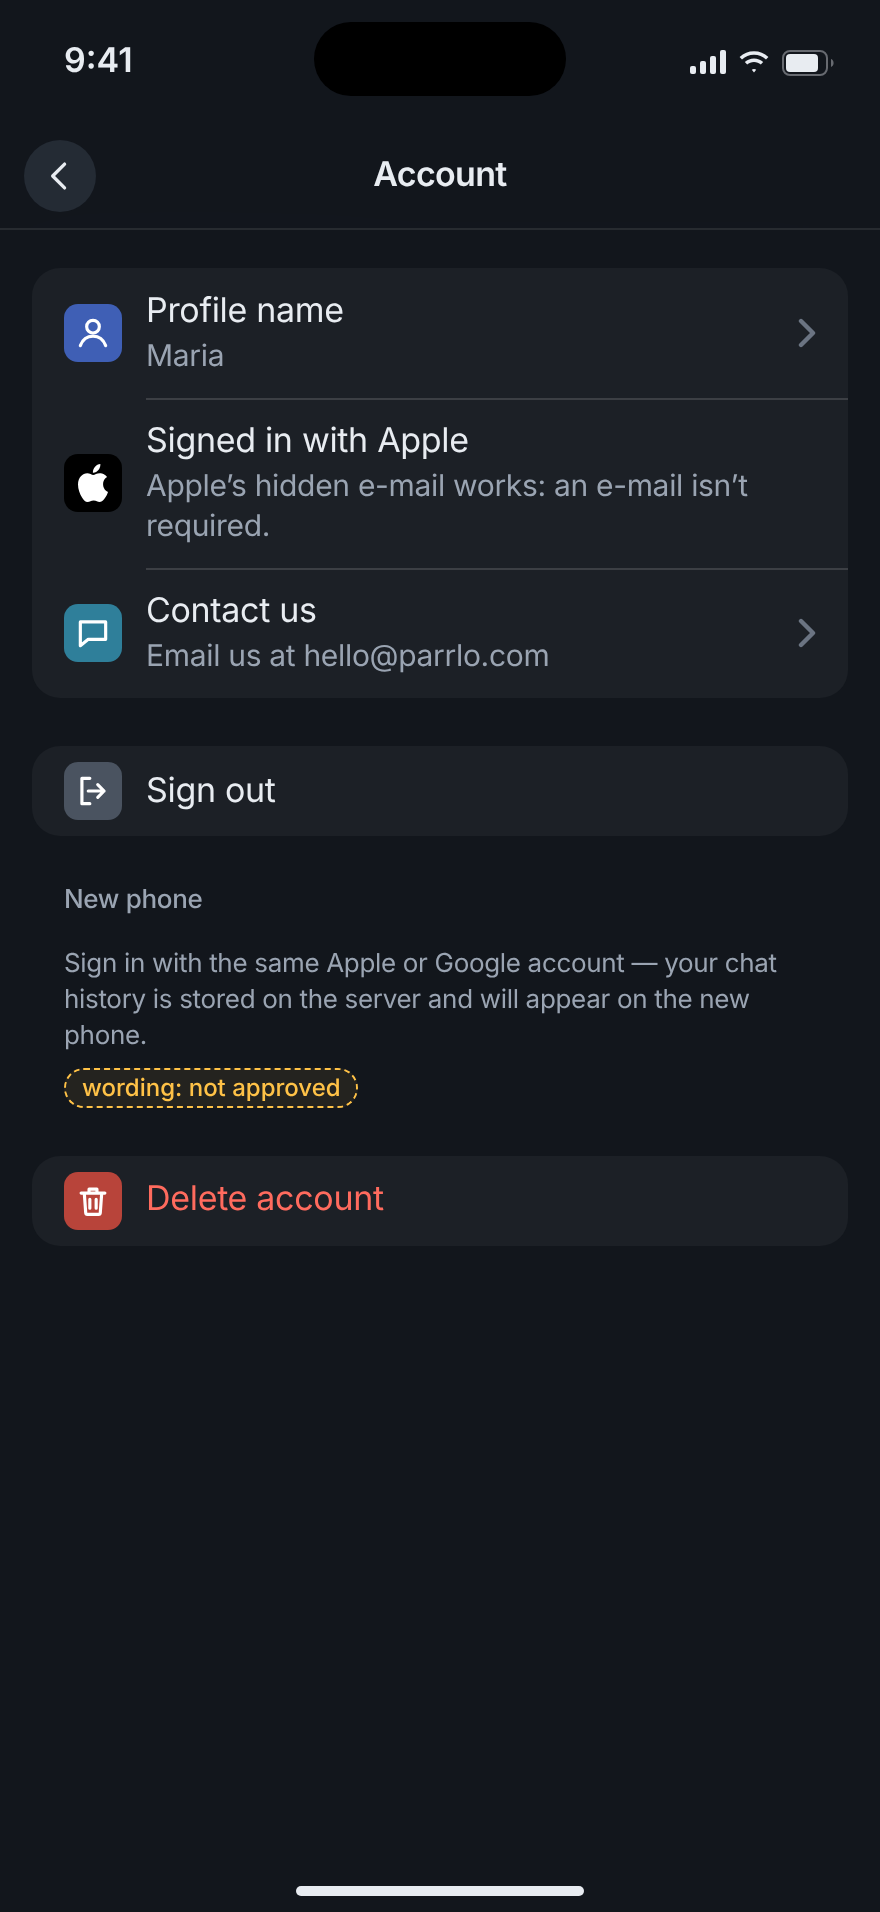 9:41
Account
Profile name
Maria
Signed in with Apple
Apple’s hidden e-mail works: an e-mail isn’t
required.
Contact us
Email us at hello@parrlo.com
Sign out
New phone
Sign in with the same Apple or Google account — your chat
history is stored on the server and will appear on the new
phone.
wording: not approved
Delete account